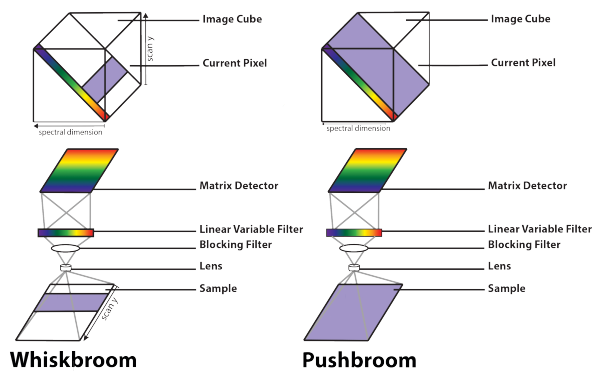 Image Cube
scan y
Current Pixel
spectral dimension
Matrix Detector
Linear Variable Filter
Blocking Filter
Lens
Sample
scan y
Whiskbroom
Image Cube
Current Pixel
spectral dimension
Matrix Detector
Linear Variable Filter
Blocking Filter
Lens
Sample
Pushbroom